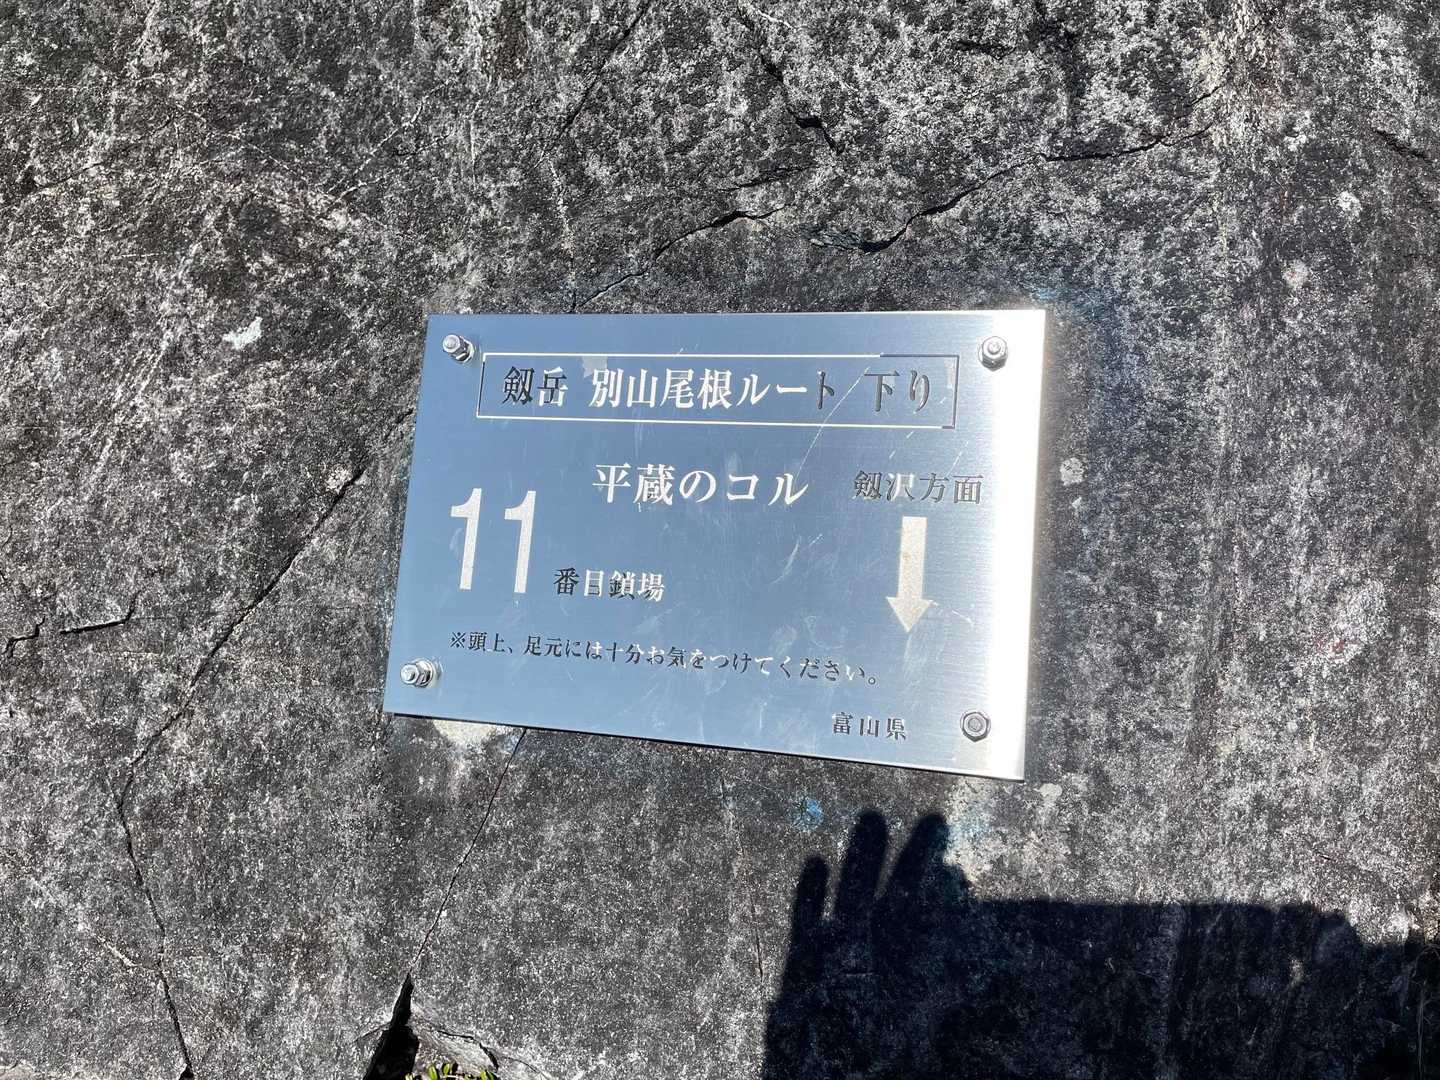 剱岳 別山尾根ルート 下り
平蔵のコル 剱沢方面
11 番目鎖場
※頭上、足元には十分お気をつけてください。
富山県